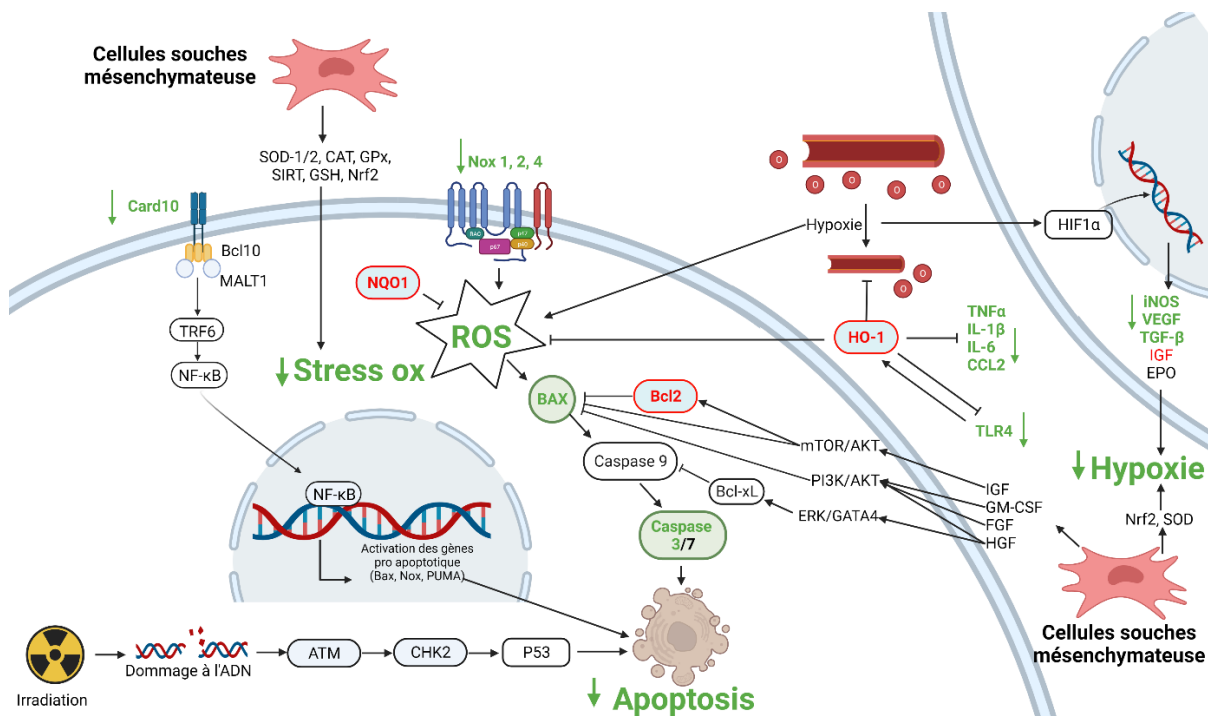 Cellules souches
mésenchymateuse
SOD-1/2, CAT, GPx,
SIRT, GSH, Nrf2
Nox 1, 2, 4
Card10
Bcl10
MALT1
TRF6
NF-κB
RAC
p67
p47
p40
NQO1
ROS
Stress ox
O
O
O
O
O
Hypoxie
O
O
HIF1α
HO-1
TNFα
IL-1β
IL-6
CCL2
TLR4
iNOS
VEGF
TGF-β
IGF
EPO
Hypoxie
Nrf2, SOD
BAX
Bcl2
mTOR/AKT
Caspase 9
PI3K/AKT
Bcl-xL
ERK/GATA4
IGF
GM-CSF
FGF
HGF
Caspase
3/7
NF-κB
Activation des gènes
pro apoptotique
(Bax, Nox, PUMA)
Cellules souches
mésenchymateuse
Irradiation
Dommage à l'ADN
ATM
CHK2
P53
Apoptosis